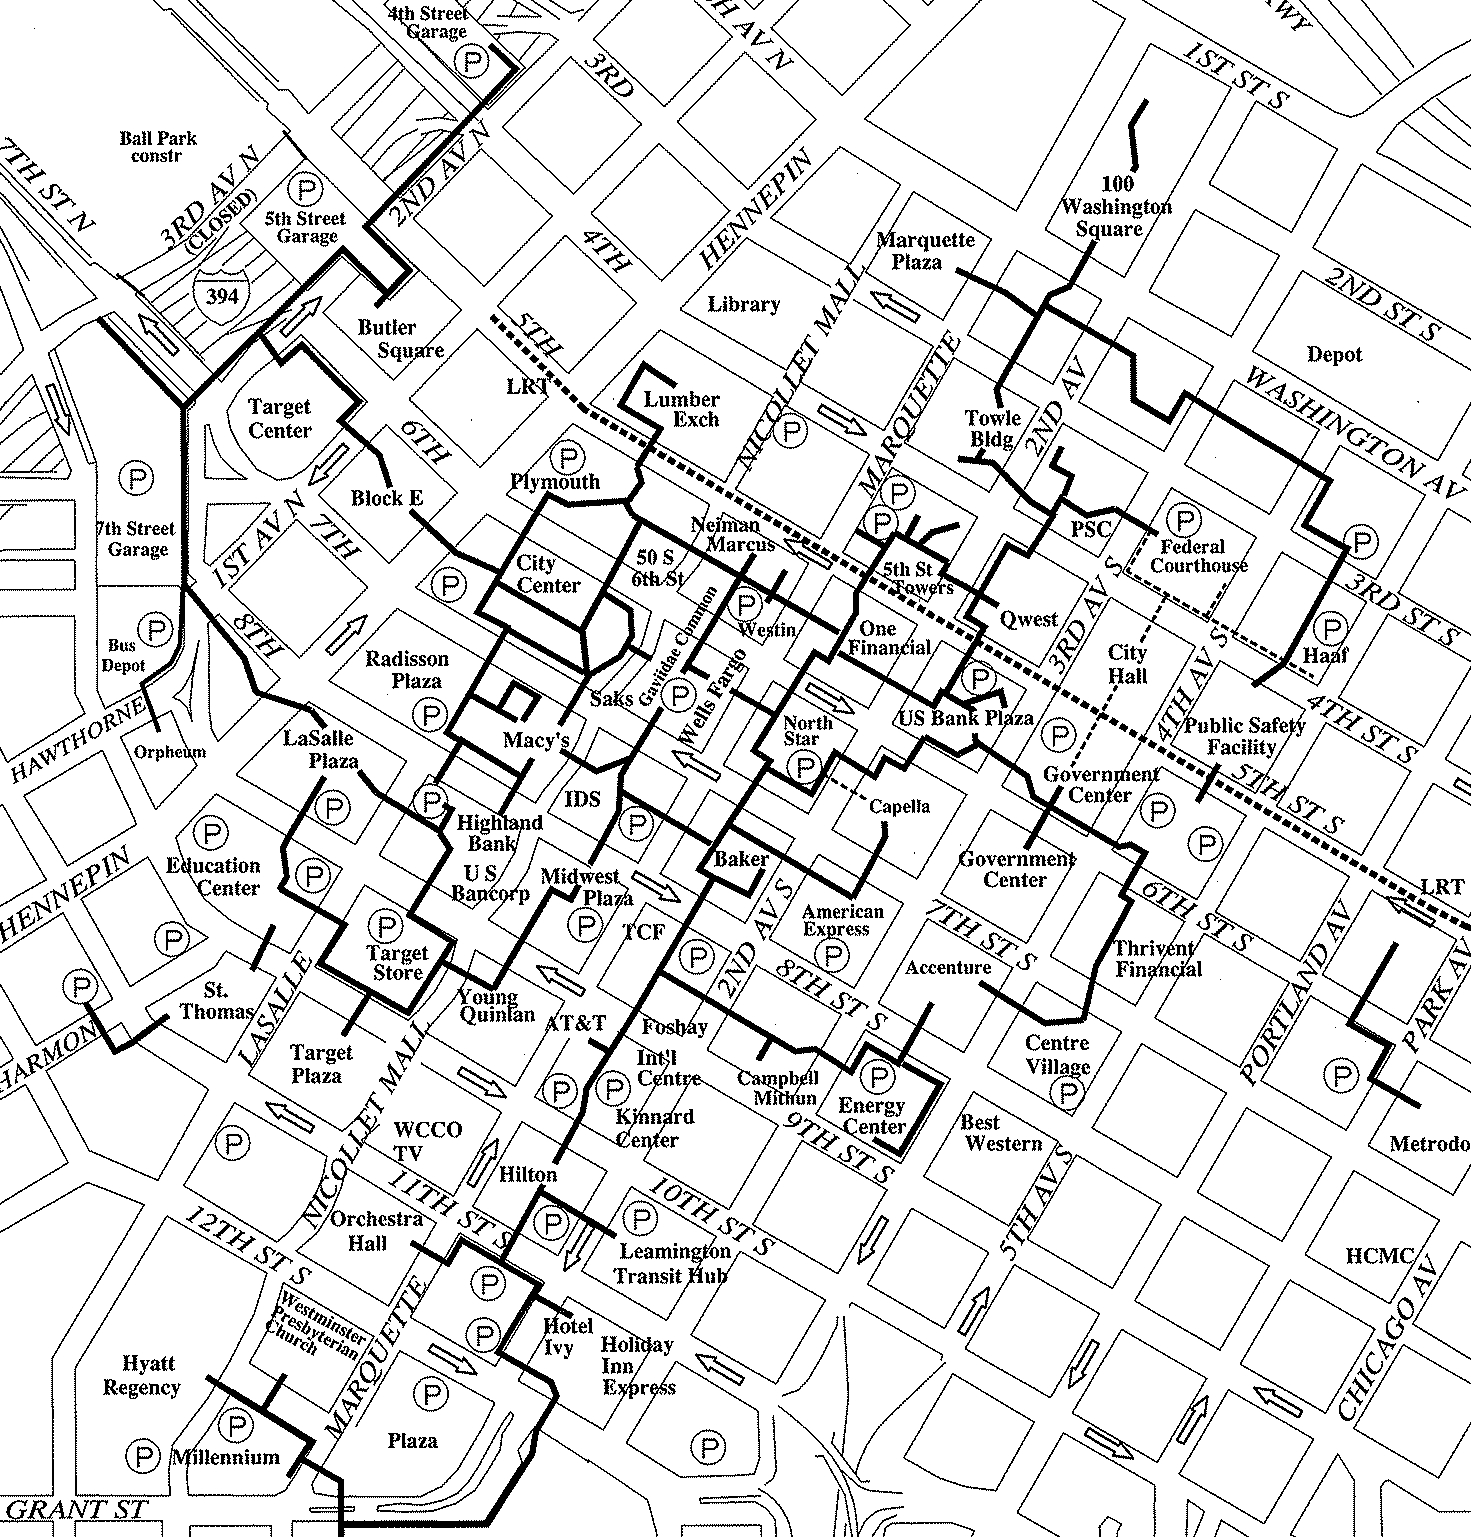 4th Street
Garage
P
TH AV N
KWY
3RD
1ST ST S
Ball Park
constr
7TH ST N
3RD AV N
(CLOSED)
P
5th Street
Garage
2ND AV N
394
4TH
HENNEPIN
100
Washington
Square
Marquette
Plaza
Library
NICOLLET MALL
2ND ST S
Butler
Square
5TH
LRT
MARQUETTE
Depot
Target
Center
Lumber
Exch
Towle
Bldg
2ND AV
WASHINGTON AV
P
6TH
Block E
P
Plymouth
P
P
P
7th Street
Garage
1ST AV N
7TH
Neiman
Marcus
PSC
P
Federal
Courthouse
P
City
Center
50 S
6th St
5th St
Towers
3RD ST S
P
Bus
Depot
P
8TH
P
Westin
Gaviidae Common
One
Financial
Qwest
3RD AV S
City
Hall
4TH AV S
P
Haaf
Radisson
Plaza
P
Saks
P
Wells Fargo
P
US Bank Plaza
4TH ST S
HAWTHORNE
Orpheum
LaSalle
Plaza
Macy's
North
Star
P
P
Public Safety
Facility
5TH ST S
P
P
IDS
P
Capella
Government
Center
P
P
Education
Center
Highland
Bank
P
Baker
Government
Center
HENNEPIN
P
U S
Bancorp
Midwest
Plaza
P
LRT
6TH ST S
P
P
Target
Store
TCF
P
2ND AV S
American
Express
P
7TH ST S
Thrivent
Financial
PORTLAND AV
PARK AV
P
St.
Thomas
LASALLE
Young
Quinlan
8TH ST S
Accenture
HARMON
Target
Plaza
NICOLLET MALL
AT&T
Foshay
Int'l
Centre
Campbell
Mithun
Centre
Village
P
P
P
P
P
Energy
Center
Kinnard
Center
9TH ST S
Best
Western
Metrodo
P
WCCO
TV
Hilton
11TH ST S
10TH ST S
5TH AV S
Orchestra
Hall
P
P
Leamington
Transit Hub
12TH ST S
HCMC
CHICAGO AV
P
P
Westminster
Presbyterian
Church
MARQUETTE
Hotel
Ivy
Holiday
Inn
Express
Hyatt
Regency
P
P
Millennium
P
Plaza
P
GRANT ST